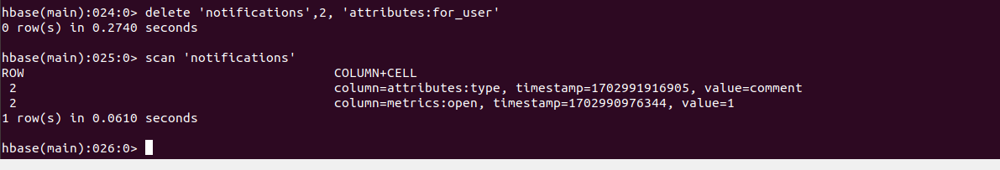 hbase(main):024:0> delete 'notifications',2, 'attributes:for_user'
0 row(s) in 0.2740 seconds
hbase(main):025:0> scan 'notifications'
ROW COLUMN+CELL
2 column=attributes:type, timestamp=1702991916905, value=comment
2 column=metrics:open, timestamp=1702990976344, value=1
1 row(s) in 0.0610 seconds
hbase(main):026:0>